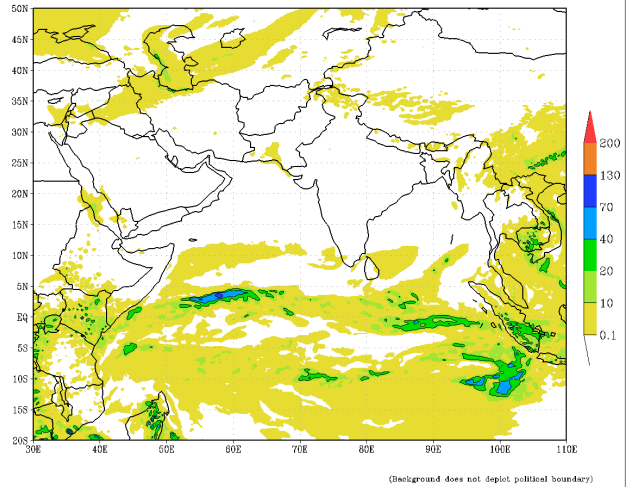 50N
45N
40N
35N
30N
25N
20N
15N
10N
5N
EQ
5S
10S
15S
20S
30E 40E 50E 60E 70E 80E 90E 100E 110E
200
130
70
40
20
10
0.1
(Background does not depict political boundary)